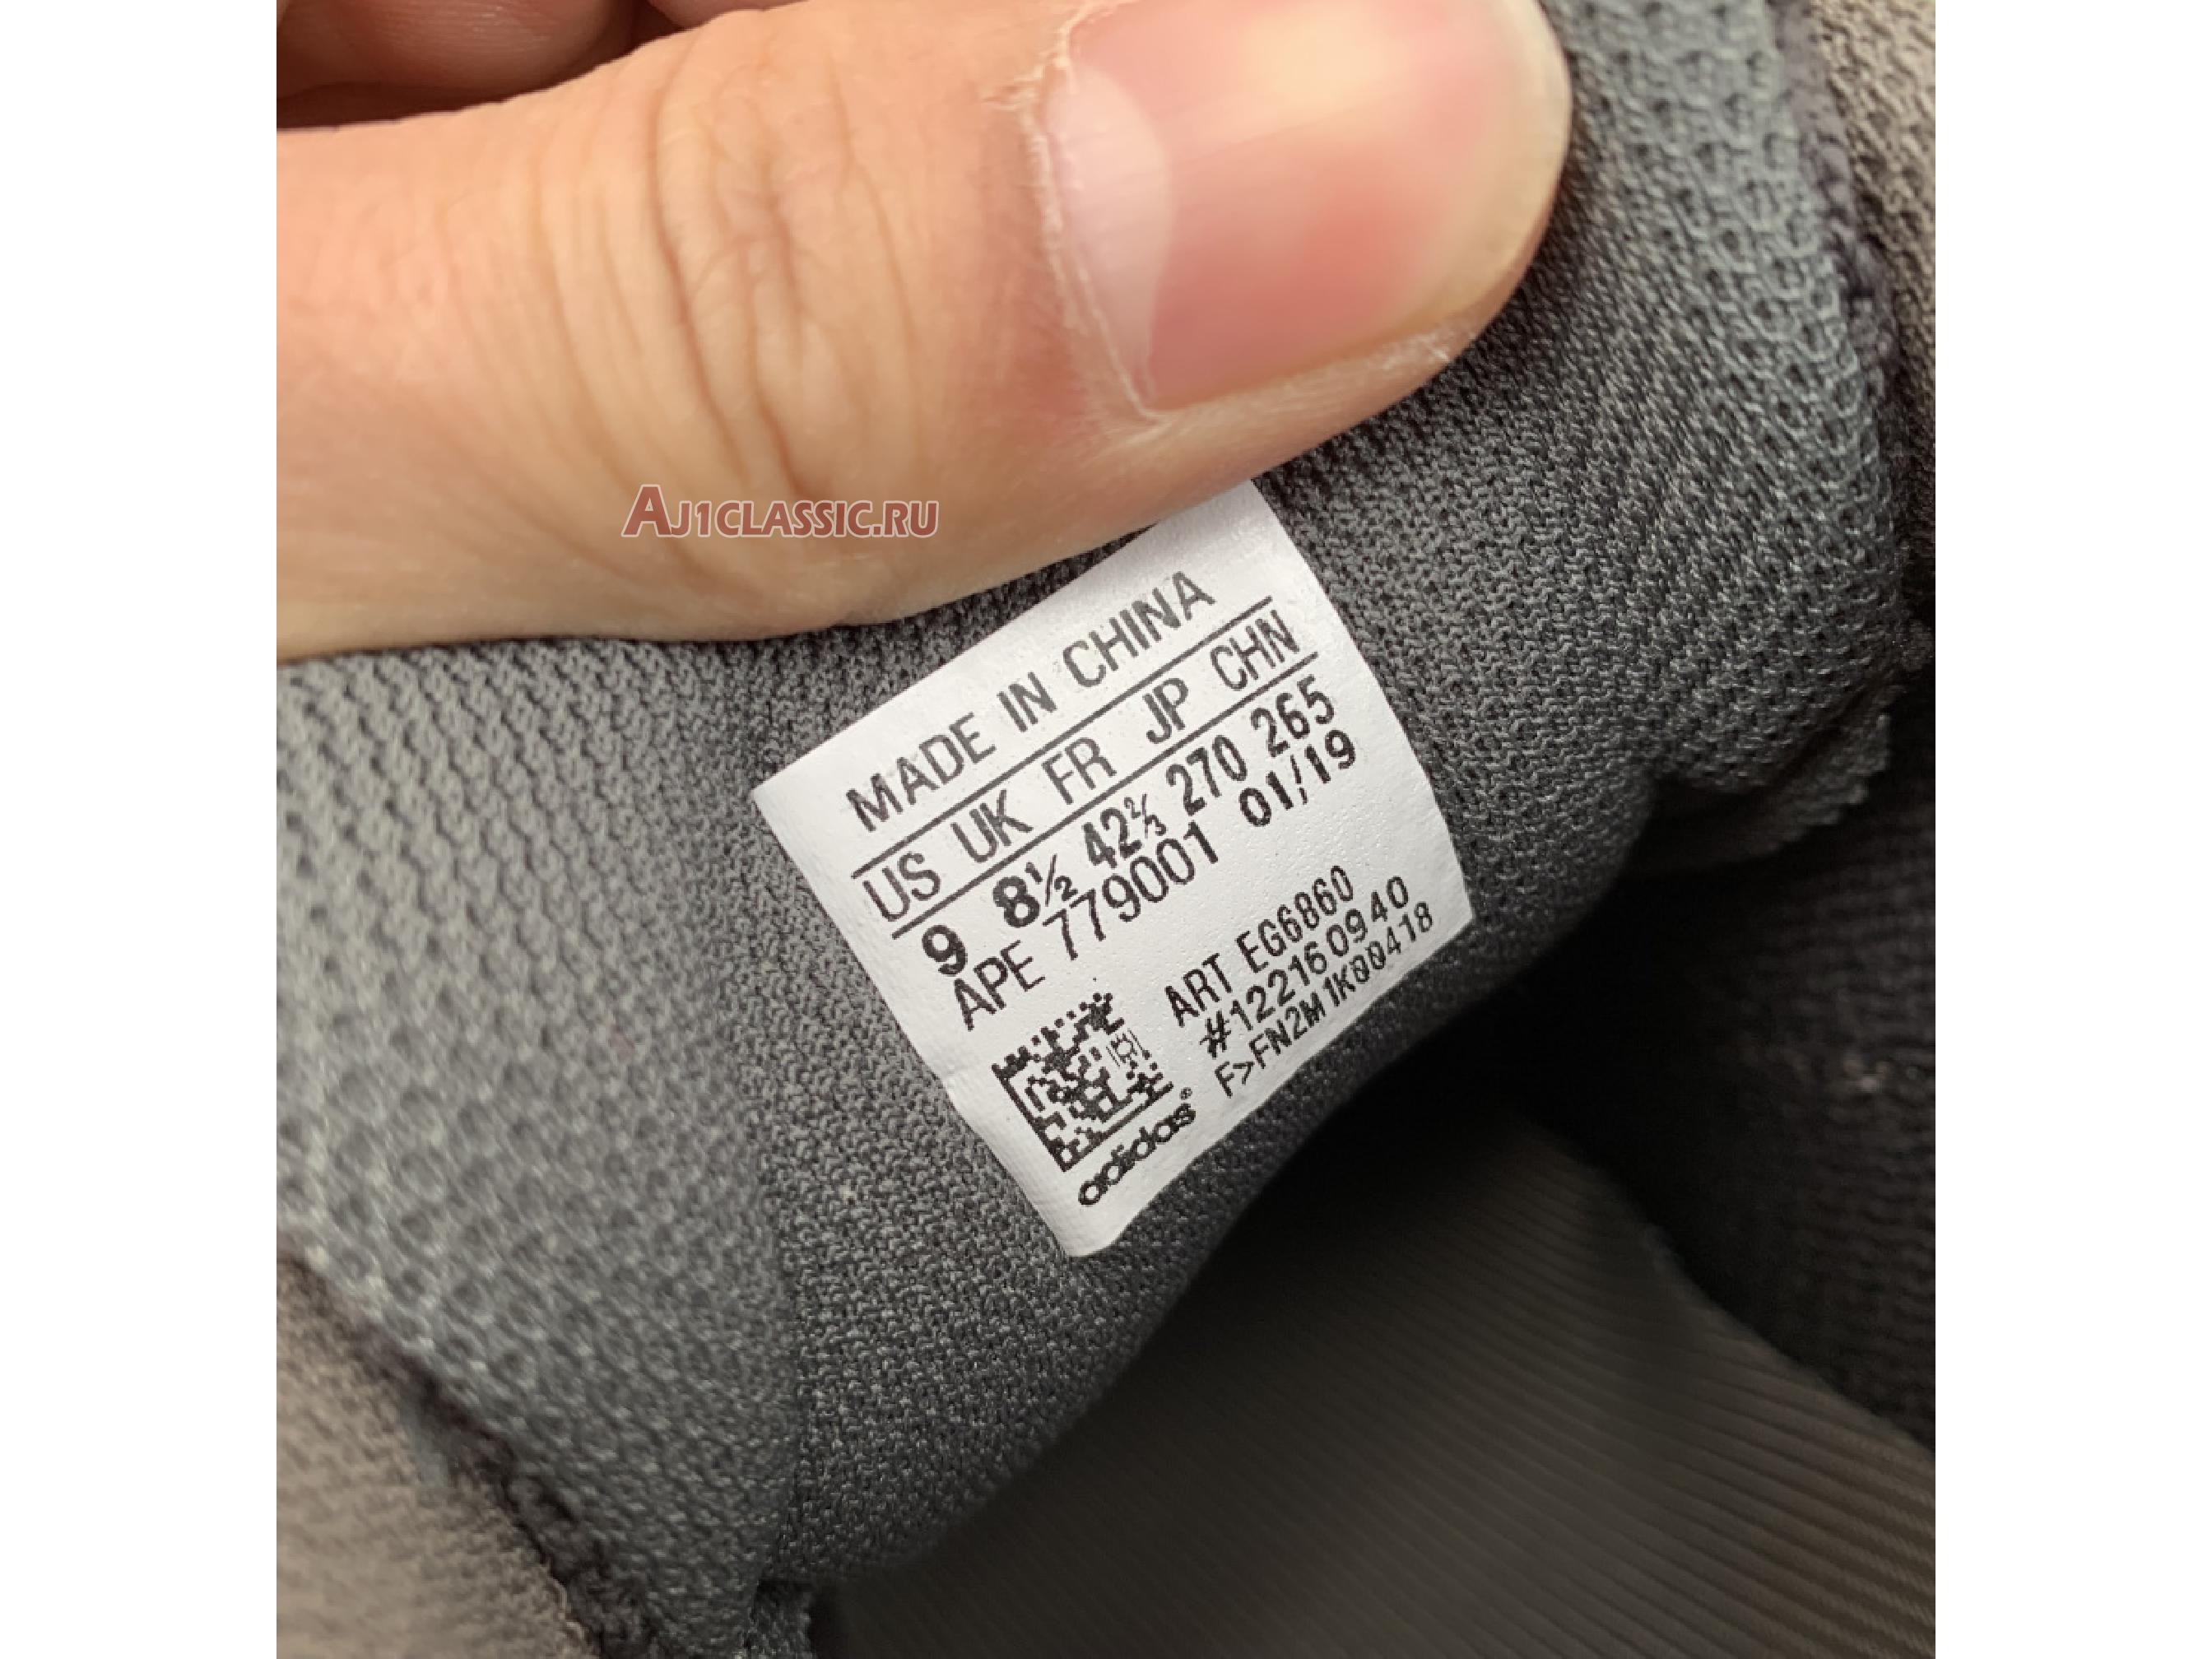 AJ1CLASSIC.RU
MADE IN CHINA
US UK FR JP CHN
9 8½ 42⅔ 270 265
APE 779001 01/19
ART EG6860
#122160940
F>FN2M1K00418
adidas®